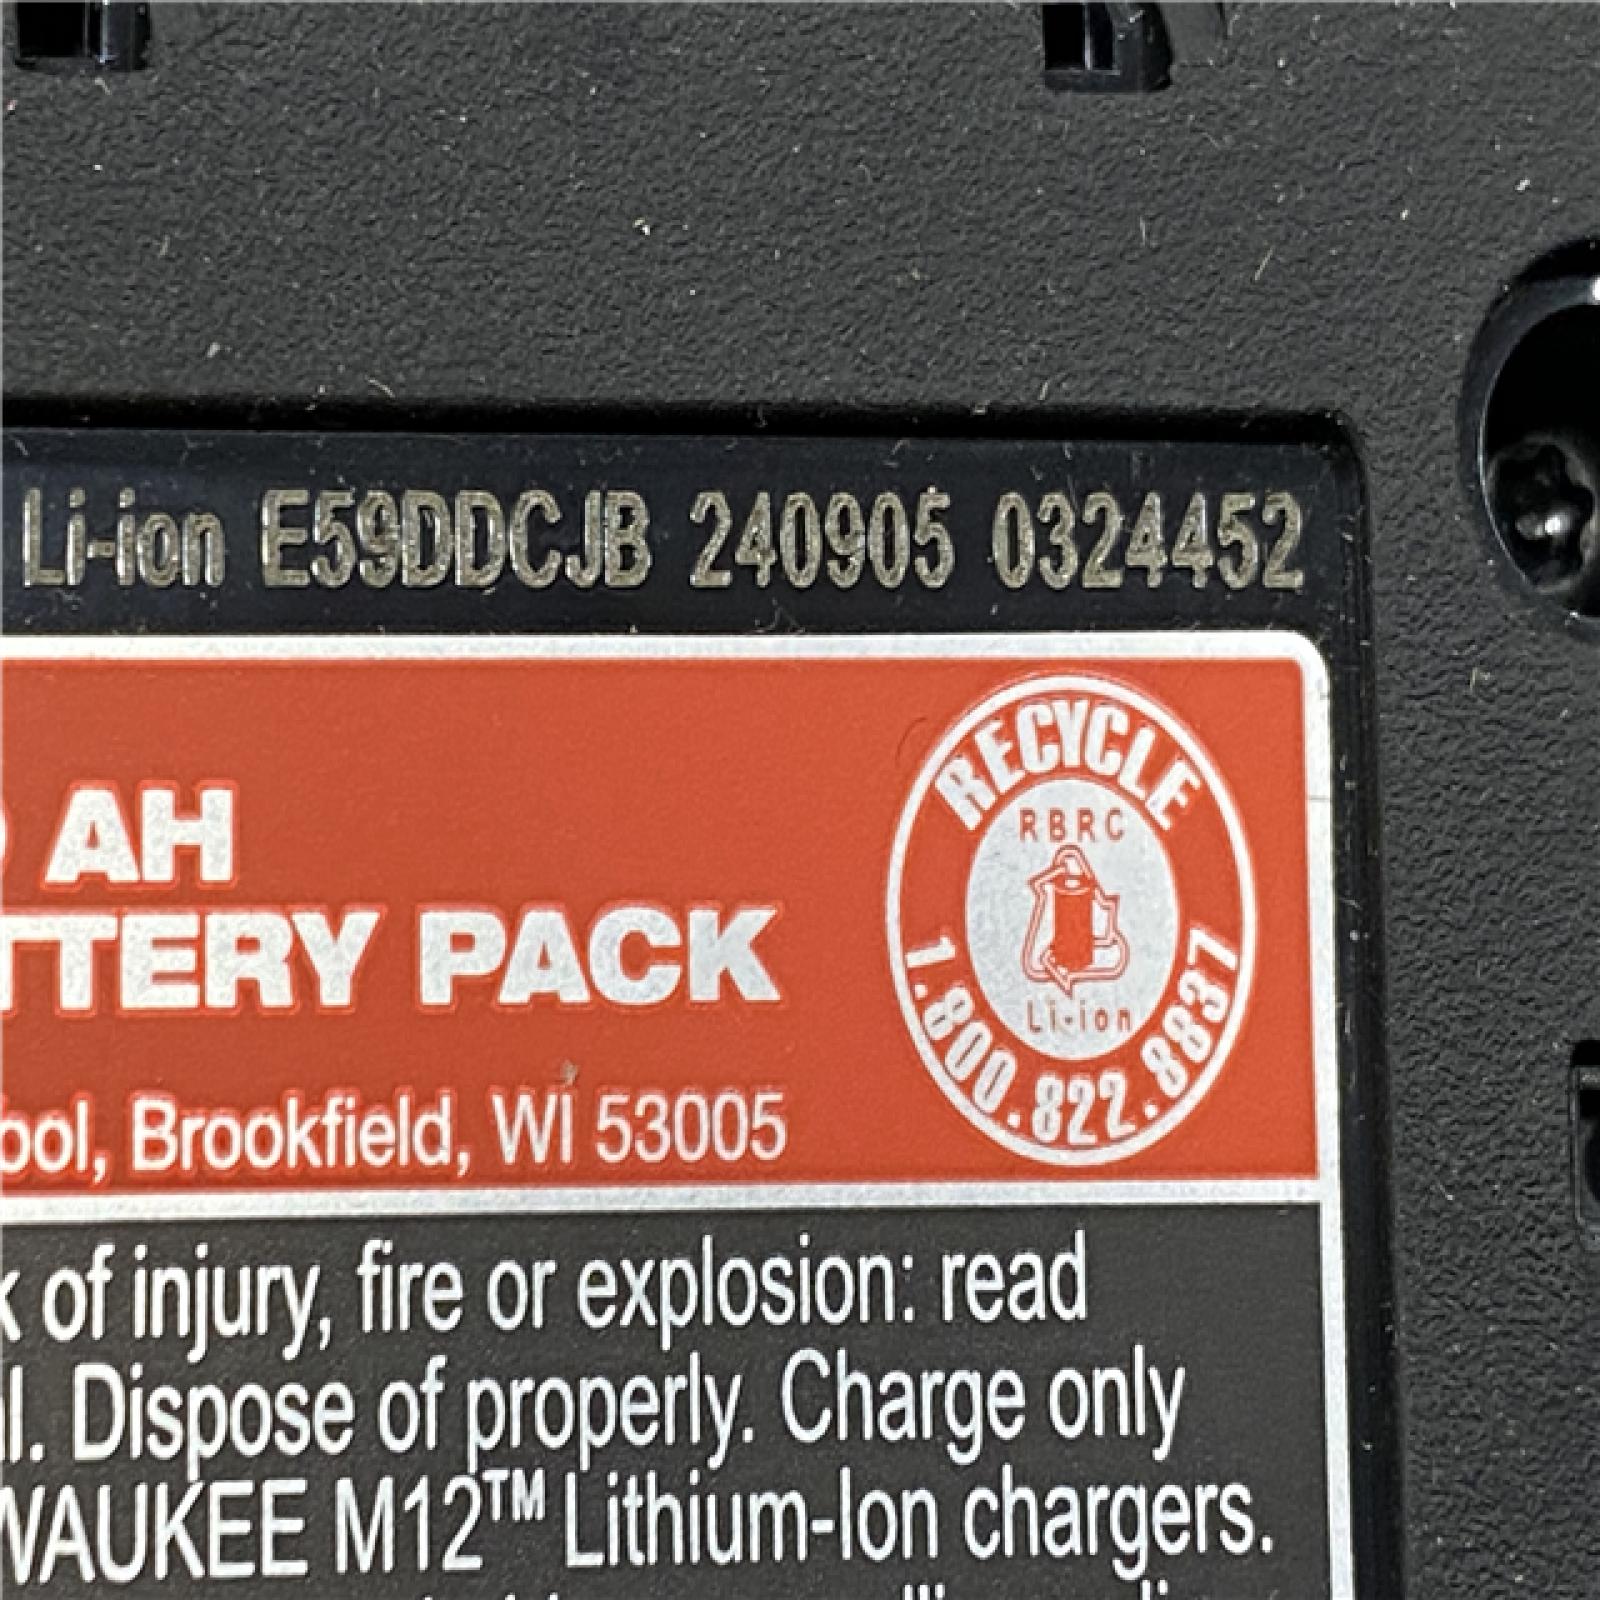 Li-ion E59DDCJB 240905 0324452
AH
RECYCLE
RBRC
Li-ion
1.800.822.8837
TTERY PACK
ool, Brookfield, WI 53005
k of injury, fire or explosion: read
l. Dispose of properly. Charge only
WAUKEE M12™ Lithium-Ion chargers.